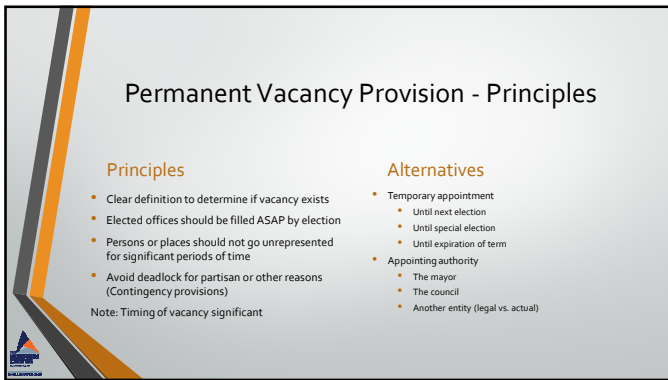 Permanent Vacancy Provision - Principles
Principles
• Clear definition to determine if vacancy exists
• Elected offices should be filled ASAP by election
• Persons or places should not go unrepresented
for significant periods of time
• Avoid deadlock for partisan or other reasons
(Contingency provisions)
Note: Timing of vacancy significant
Alternatives
• Temporary appointment
• Until next election
• Until special election
• Until expiration of term
• Appointing authority
• The mayor
• The council
• Another entity (legal vs. actual)